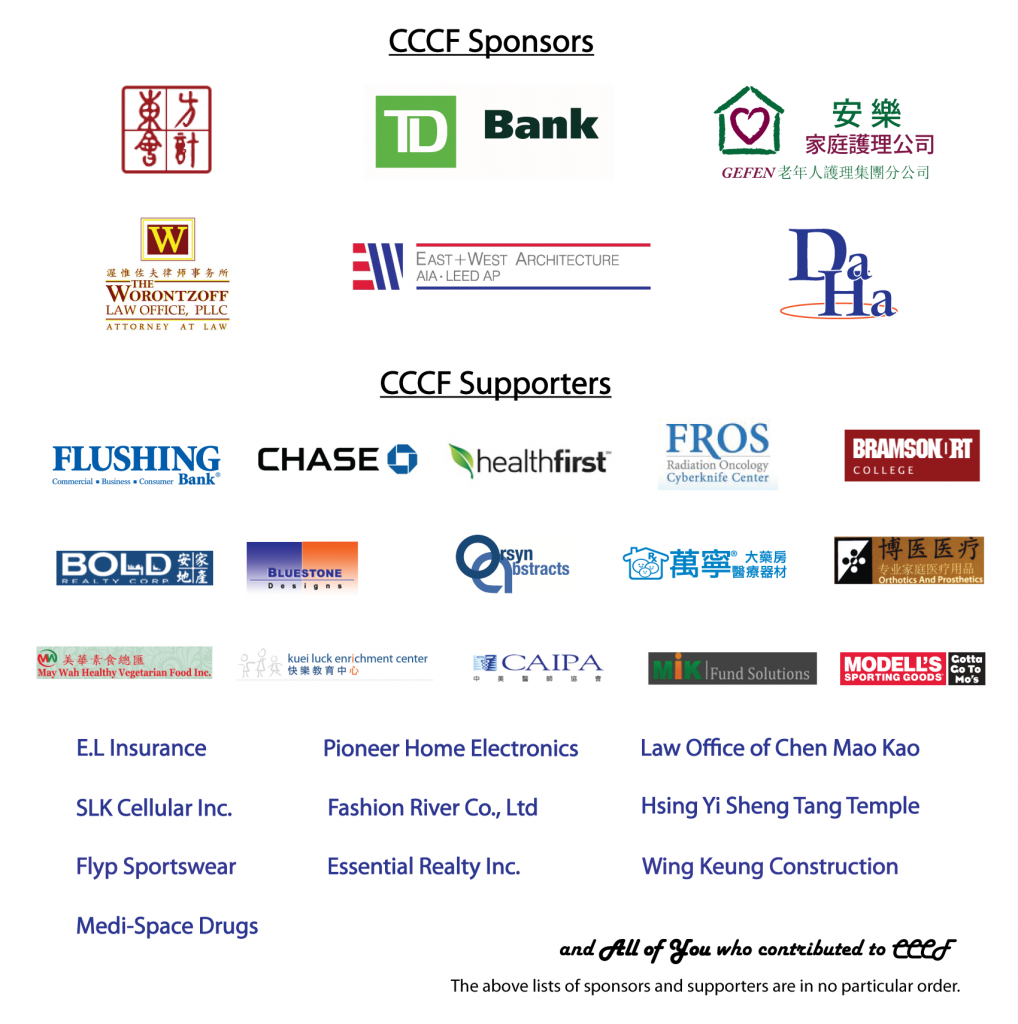 CCCF Sponsors
東方
會計
TD Bank
安樂
家庭護理公司
GEFEN 老年人護理集團分公司
W
渥惟佐夫律师事务所
THE
WORONTZOFF
LAW OFFICE, PLLC
ATTORNEY AT LAW
EW
EAST+WEST ARCHITECTURE
AIA·LEED AP
Da
Ha
CCCF Supporters
FLUSHING
Commercial ▪ Business ▪ Consumer Bank®
CHASE
healthfirst™
FROS
Radiation Oncology
Cyberknife Center
BRAMSON ORT
COLLEGE
BOLD
REALTY CORP
安家
地產
BLUESTONE
Designs
Orsyn
Abstracts
Rx
萬寧® 大藥房
醫療器材
博医医疗
专业家庭医疗用品
Orthotics And Prosthetics
MW 美華素食總匯
May Wah Healthy Vegetarian Food Inc.
kuei luck enrichment center
快樂教育中心
CAIPA
中美醫師協會
MiK Fund Solutions
MODELL'S
SPORTING GOODS®
Gotta
Go To
Mo's
E.L Insurance
Pioneer Home Electronics
Law Office of Chen Mao Kao
SLK Cellular Inc.
Fashion River Co., Ltd
Hsing Yi Sheng Tang Temple
Flyp Sportswear
Essential Realty Inc.
Wing Keung Construction
Medi-Space Drugs
and All of You who contributed to CCCF
The above lists of sponsors and supporters are in no particular order.